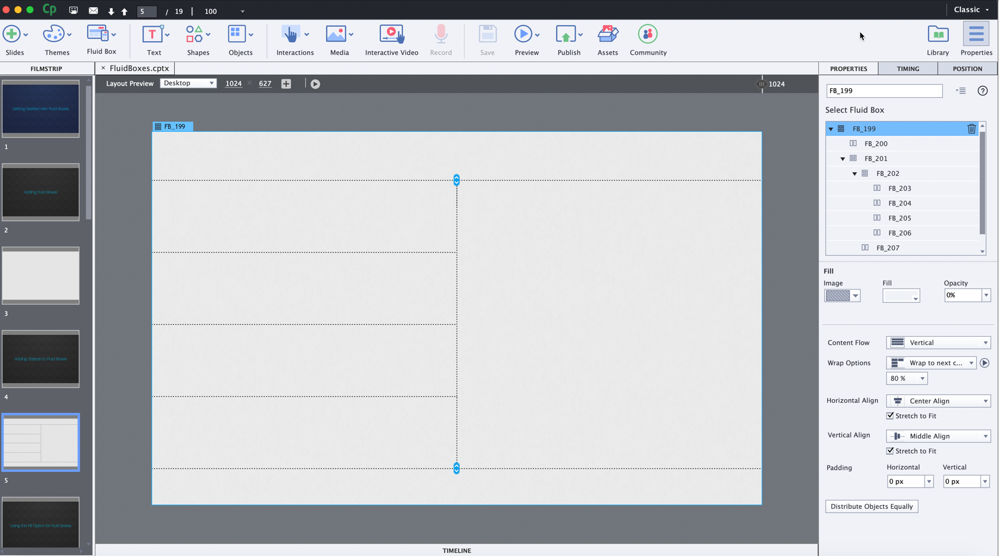 Cp 5 / 19 | 100 Classic
Slides Themes Fluid Box Text Shapes Objects Interactions Media Interactive Video Record Save Preview Publish Assets Community Library Properties
FILMSTRIP × FluidBoxes.cptx PROPERTIES TIMING POSITION
Layout Preview Desktop 1024 × 627 1024
FB_199
Select Fluid Box
FB_199
FB_200
FB_201
FB_202
FB_203
FB_204
FB_205
FB_206
FB_207
FB_199
Getting Started with Fluid Boxes
1
Adding Fluid Boxes
2
3
Adding Objects to Fluid Boxes
4
5
Using the Fill Option for Fluid Boxes
Fill
Image Fill Opacity
0%
Content Flow Vertical
Wrap Options Wrap to next c...
80 %
Horizontal Align Center Align
Stretch to Fit
Vertical Align Middle Align
Stretch to Fit
Padding Horizontal Vertical
0 px 0 px
Distribute Objects Equally
TIMELINE